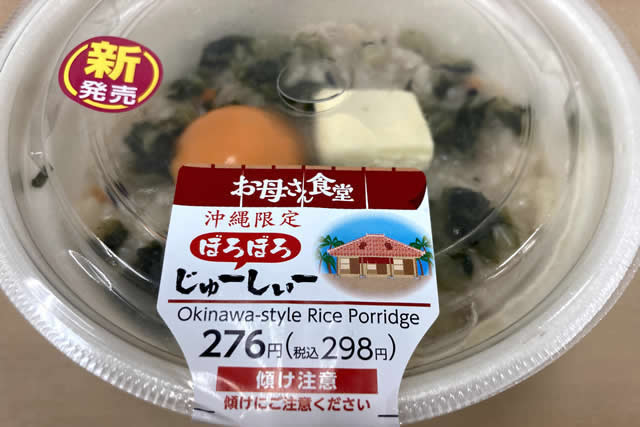 新
発売
お母さん食堂
沖縄限定
ぼろぼろ
じゅーしぃー
Okinawa-style Rice Porridge
276円(税込298円)
傾け注意
傾けにご注意ください